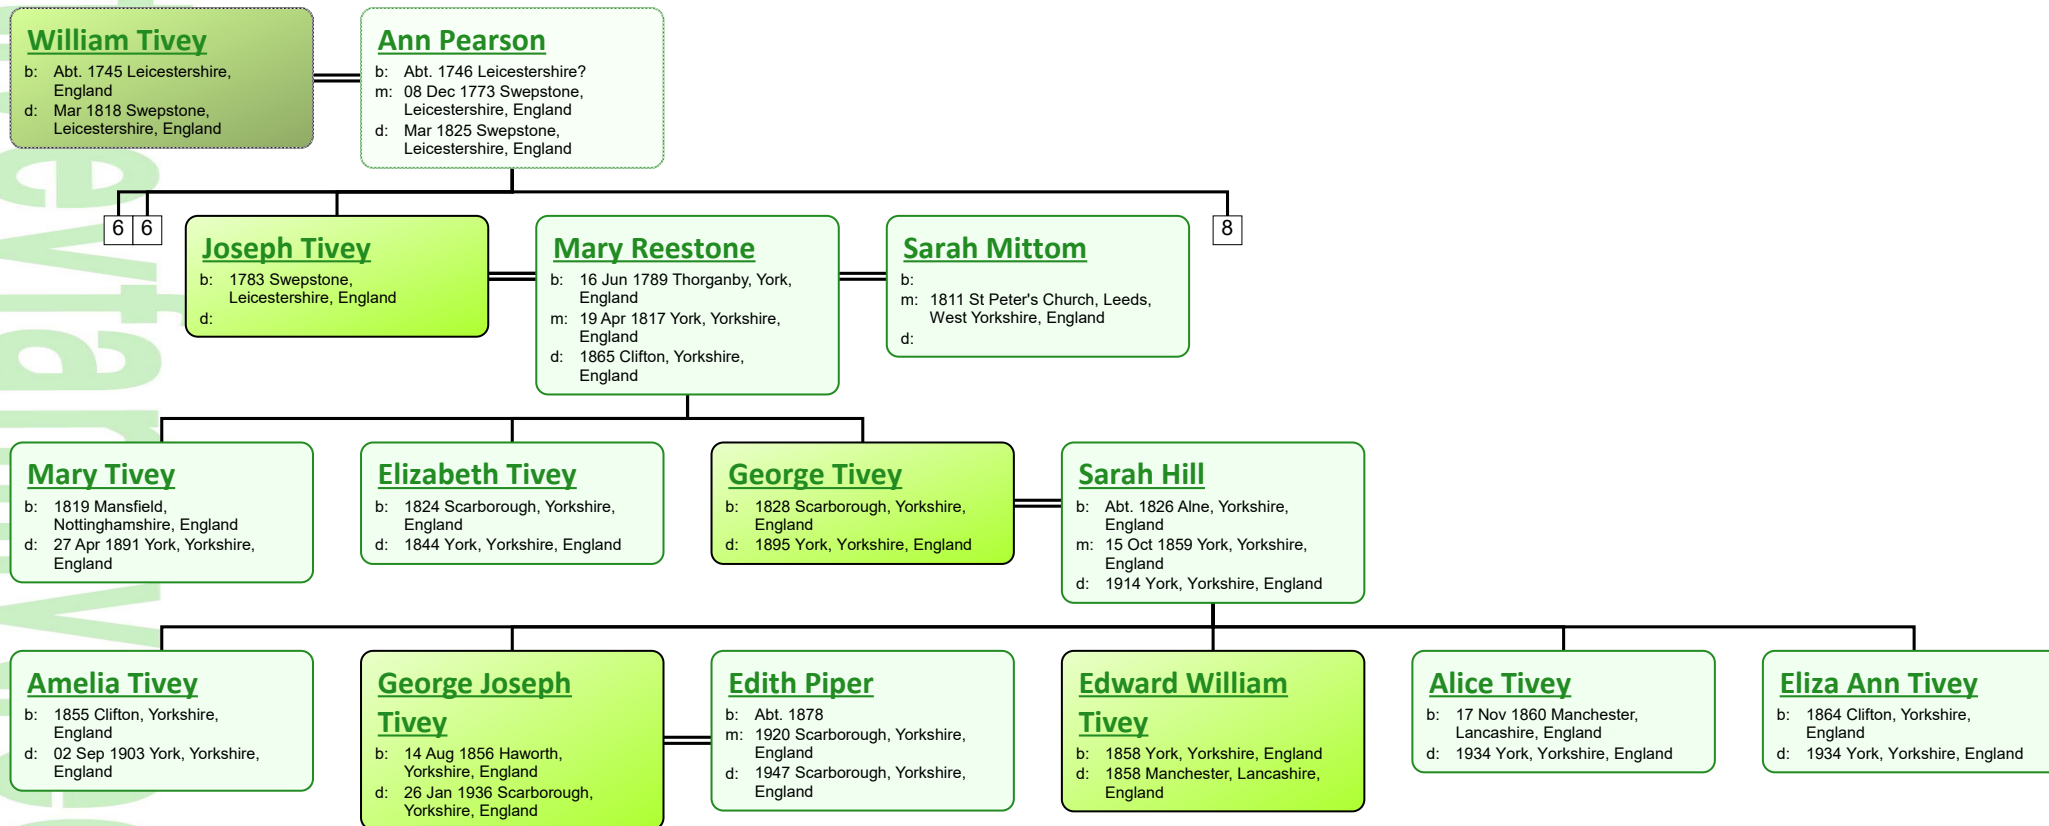 William Tivey
b: Abt. 1745 Leicestershire,
England
d: Mar 1818 Swepstone,
Leicestershire, England
Ann Pearson
b: Abt. 1746 Leicestershire?
m: 08 Dec 1773 Swepstone,
Leicestershire, England
d: Mar 1825 Swepstone,
Leicestershire, England
6 6
Joseph Tivey
b: 1783 Swepstone,
Leicestershire, England
d:
Mary Reestone
b: 16 Jun 1789 Thorganby, York,
England
m: 19 Apr 1817 York, Yorkshire,
England
d: 1865 Clifton, Yorkshire,
England
Sarah Mittom
b:
m: 1811 St Peter's Church, Leeds,
West Yorkshire, England
d:
8
Mary Tivey
b: 1819 Mansfield,
Nottinghamshire, England
d: 27 Apr 1891 York, Yorkshire,
England
Elizabeth Tivey
b: 1824 Scarborough, Yorkshire,
England
d: 1844 York, Yorkshire, England
George Tivey
b: 1828 Scarborough, Yorkshire,
England
d: 1895 York, Yorkshire, England
Sarah Hill
b: Abt. 1826 Alne, Yorkshire,
England
m: 15 Oct 1859 York, Yorkshire,
England
d: 1914 York, Yorkshire, England
Amelia Tivey
b: 1855 Clifton, Yorkshire,
England
d: 02 Sep 1903 York, Yorkshire,
England
George Joseph
Tivey
b: 14 Aug 1856 Haworth,
Yorkshire, England
d: 26 Jan 1936 Scarborough,
Yorkshire, England
Edith Piper
b: Abt. 1878
m: 1920 Scarborough, Yorkshire,
England
d: 1947 Scarborough, Yorkshire,
England
Edward William
Tivey
b: 1858 York, Yorkshire, England
d: 1858 Manchester, Lancashire,
England
Alice Tivey
b: 17 Nov 1860 Manchester,
Lancashire, England
d: 1934 York, Yorkshire, England
Eliza Ann Tivey
b: 1864 Clifton, Yorkshire,
England
d: 1934 York, Yorkshire, England